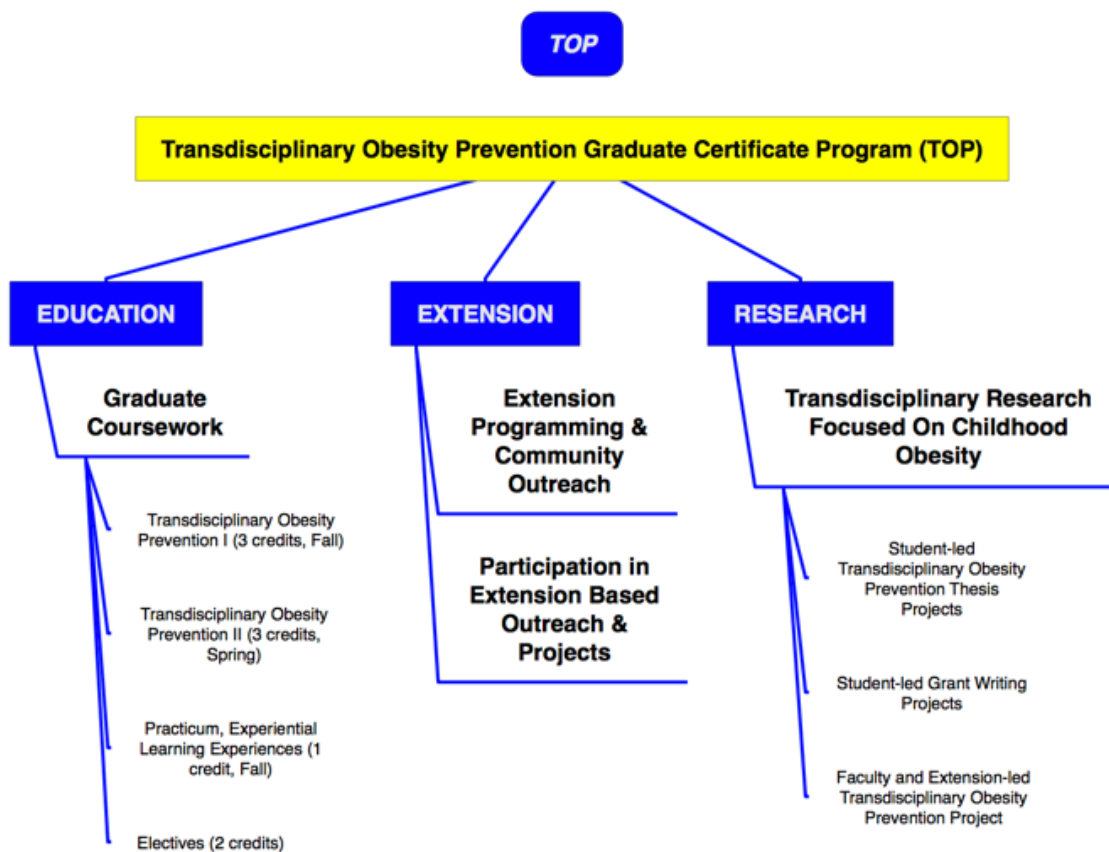 TOP
Transdisciplinary Obesity Prevention Graduate Certificate Program (TOP)
EDUCATION
Graduate
Coursework
Transdisciplinary Obesity
Prevention I (3 credits, Fall)
Transdisciplinary Obesity
Prevention II (3 credits,
Spring)
Practicum, Experiential
Learning Experiences (1
credit, Fall)
Electives (2 credits)
EXTENSION
Extension
Programming &
Community
Outreach
Participation in
Extension Based
Outreach &
Projects
RESEARCH
Transdisciplinary Research
Focused On Childhood
Obesity
Student-led
Transdisciplinary Obesity
Prevention Thesis
Projects
Student-led Grant Writing
Projects
Faculty and Extension-led
Transdisciplinary Obesity
Prevention Project